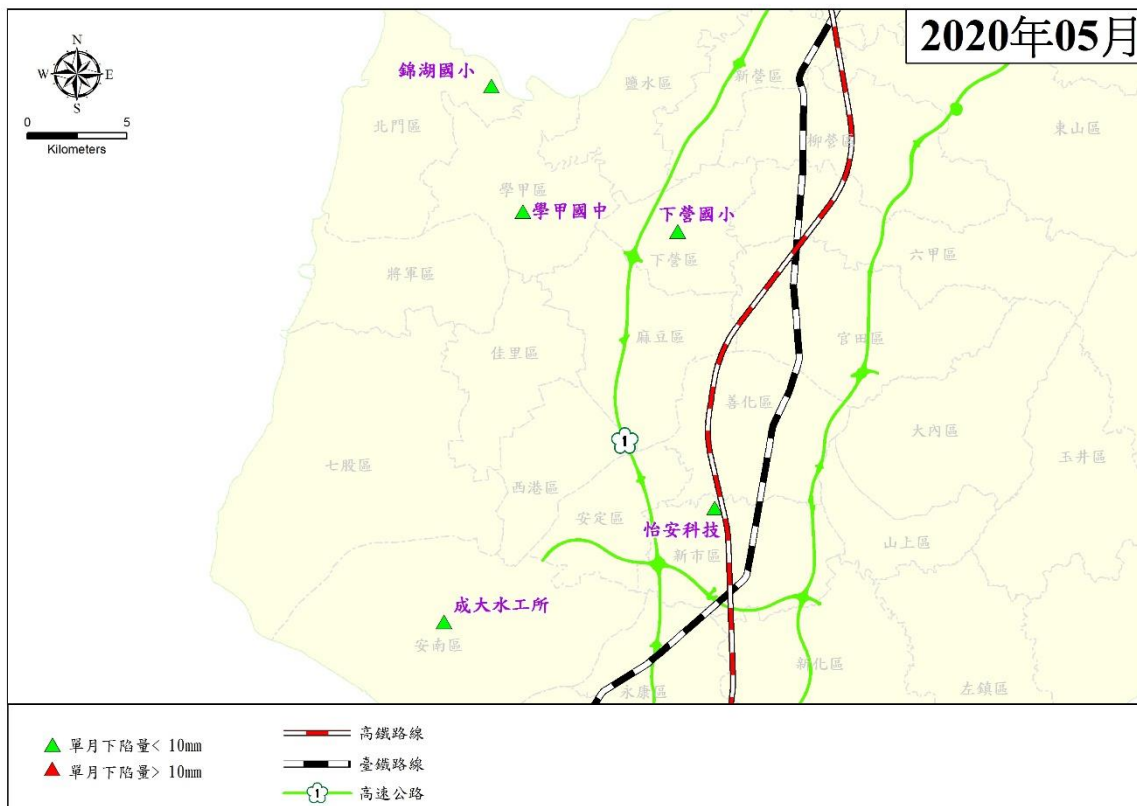 2020年05月
N
W E
S
0 5
Kilometers
錦湖國小
鹽水區
新營區
東山區
北門區
柳營區
學甲區
學甲國中
下營國小
下營區
六甲區
將軍區
麻豆區
官田區
佳里區
善化區
大內區
玉井區
1
七股區
西港區
安定區
怡安科技
新市區
山上區
成大水工所
安南區
新化區
永康區
左鎮區
單月下陷量< 10mm
單月下陷量> 10mm
高鐵路線
臺鐵路線
1
高速公路